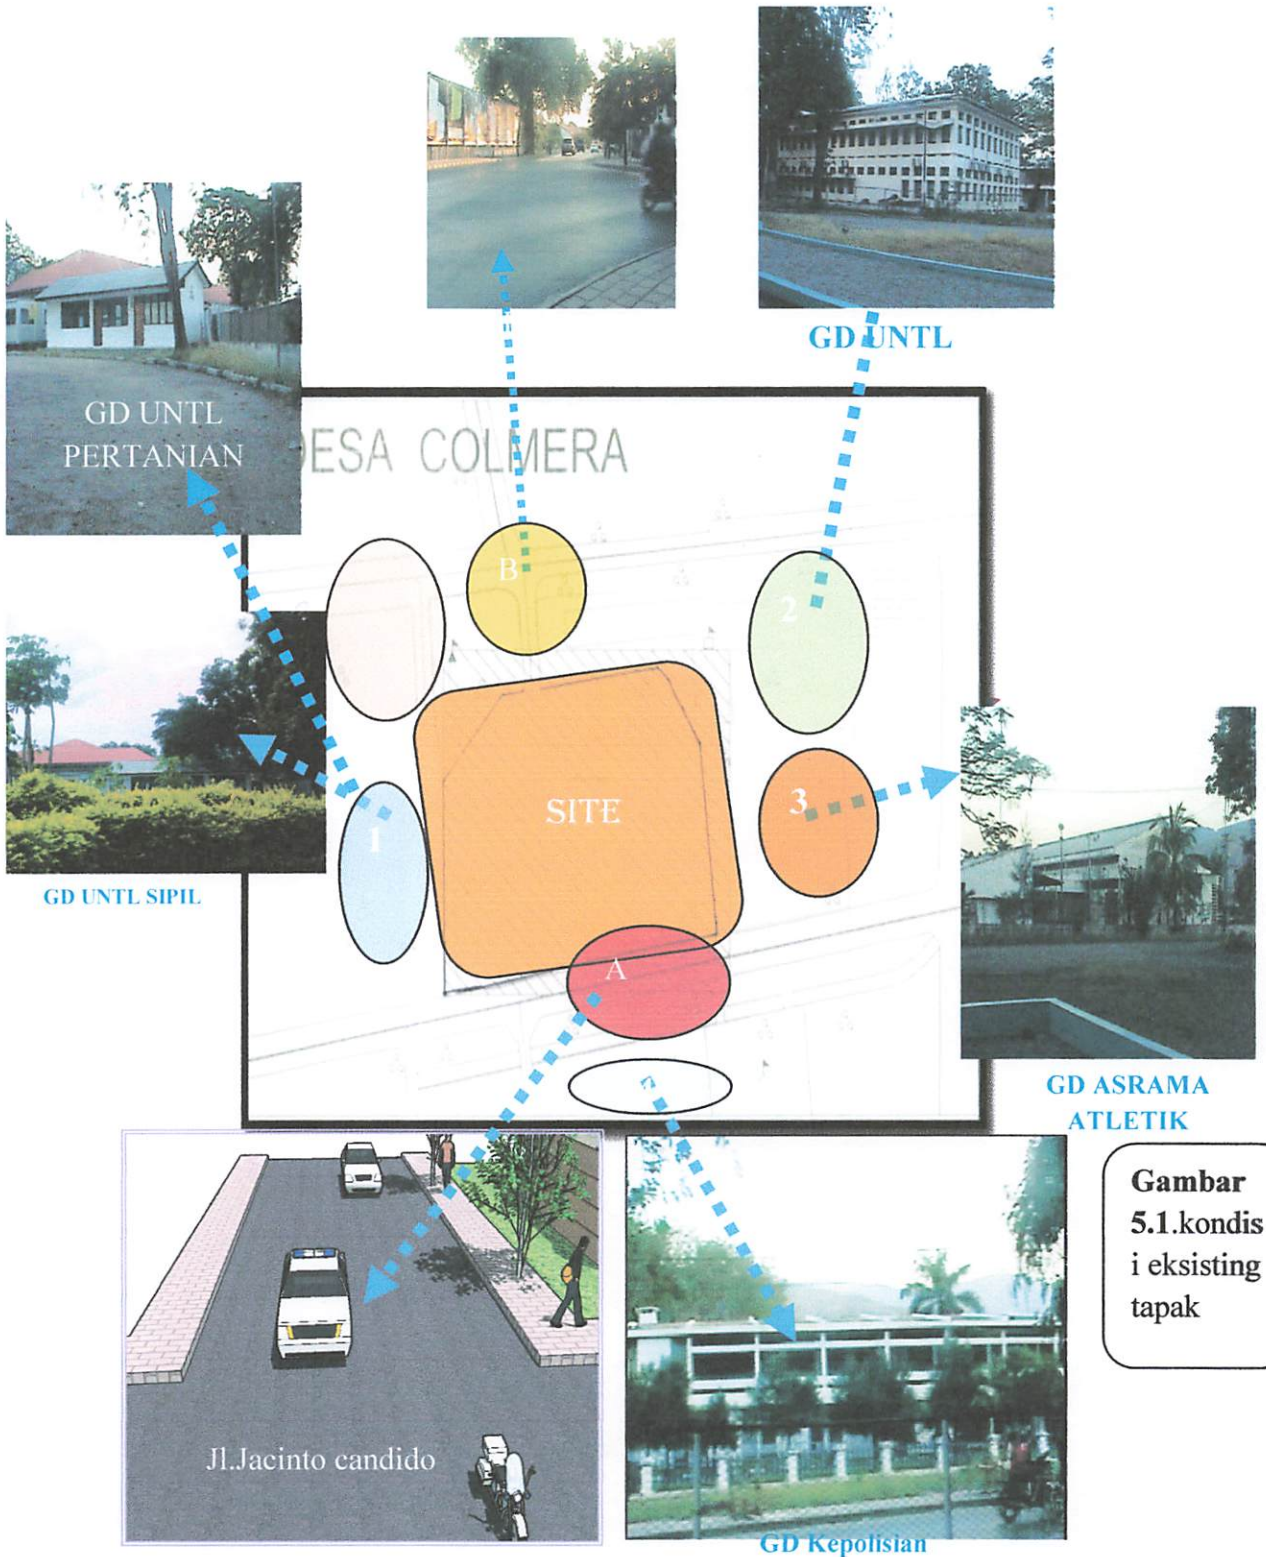 GD UNTL
GD UNTL
PERTANIAN
DESA COLMERA
B
2
SITE
3
1
GD UNTL SIPIL
A
GD ASRAMA
ATLETIK
Gambar
5.1.kondis
i eksisting
tapak
Jl.Jacinto candido
GD Kepolisian